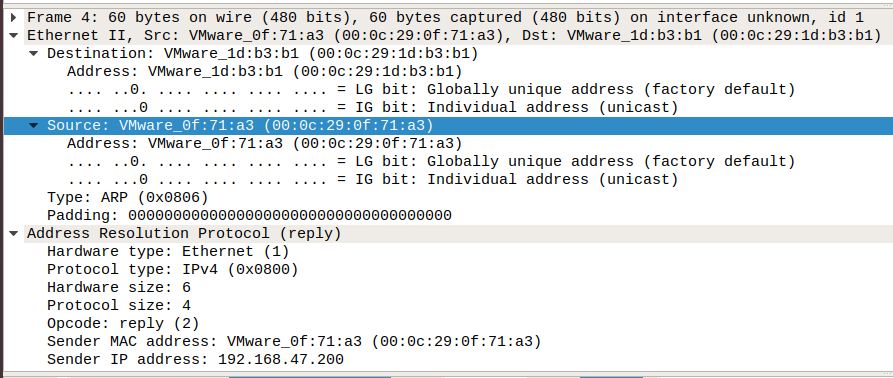 Frame 4: 60 bytes on wire (480 bits), 60 bytes captured (480 bits) on interface unknown, id 1
Ethernet II, Src: VMware_0f:71:a3 (00:0c:29:0f:71:a3), Dst: VMware_1d:b3:b1 (00:0c:29:1d:b3:b1)
Destination: VMware_1d:b3:b1 (00:0c:29:1d:b3:b1)
Address: VMware_1d:b3:b1 (00:0c:29:1d:b3:b1)
.... ..0. .... .... .... .... = LG bit: Globally unique address (factory default)
.... ...0 .... .... .... .... = IG bit: Individual address (unicast)
Source: VMware_0f:71:a3 (00:0c:29:0f:71:a3)
Address: VMware_0f:71:a3 (00:0c:29:0f:71:a3)
.... ..0. .... .... .... .... = LG bit: Globally unique address (factory default)
.... ...0 .... .... .... .... = IG bit: Individual address (unicast)
Type: ARP (0x0806)
Padding: 000000000000000000000000000000000000
Address Resolution Protocol (reply)
Hardware type: Ethernet (1)
Protocol type: IPv4 (0x0800)
Hardware size: 6
Protocol size: 4
Opcode: reply (2)
Sender MAC address: VMware_0f:71:a3 (00:0c:29:0f:71:a3)
Sender IP address: 192.168.47.200